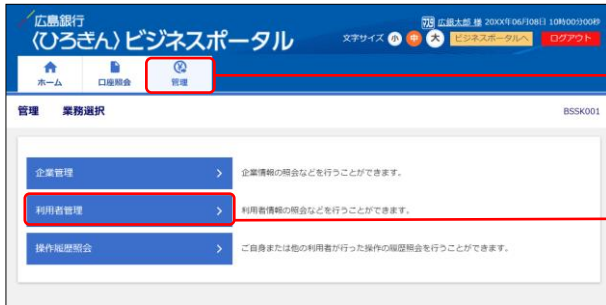 広島銀行
〈ひろぎん〉ビジネスポータル
広銀太郎 様 20XX年06月08日 10時00分00秒
文字サイズ 小 中 大 ビジネスポータルへ ログアウト
ホーム 口座照会 管理
管理 業務選択 BSSK001
企業管理 > 企業情報の照会などを行うことができます。
利用者管理 > 利用者情報の照会などを行うことができます。
操作履歴照会 > ご自身または他の利用者が行った操作の履歴照会を行うことができます。